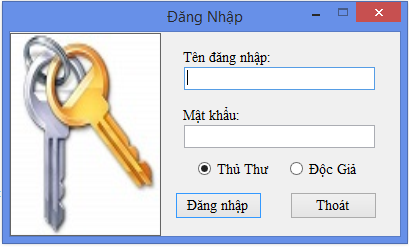 Đăng Nhập
Tên đăng nhập:
Mật khẩu:
Thủ Thư Độc Giả
Đăng nhập Thoát